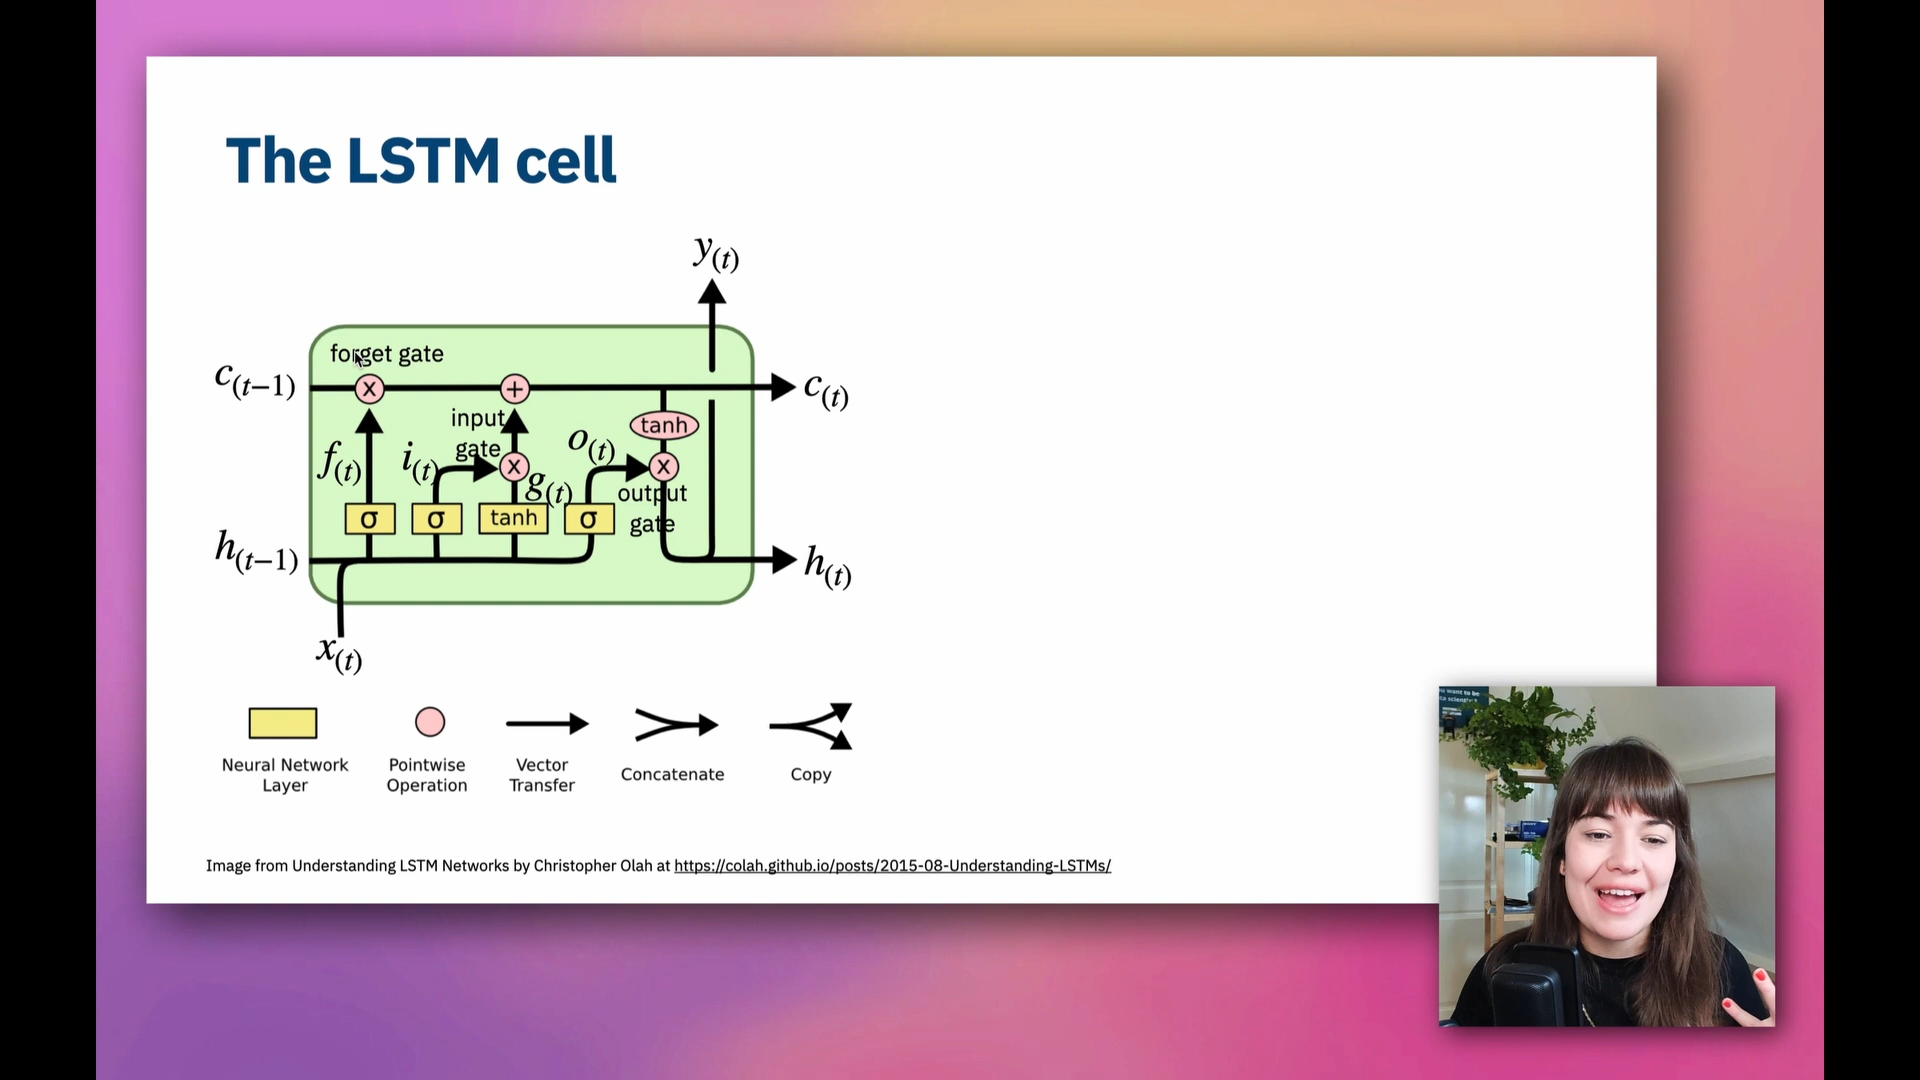 The LSTM cell
y(t)
forget gate
c(t−1)
x
+
c(t)
input
gate
tanh
f(t)
i(t)
x
o(t)
x
g(t)
output
gate
σ
σ
tanh
σ
h(t−1)
h(t)
x(t)
Neural Network
Layer
Pointwise
Operation
Vector
Transfer
Concatenate
Copy
Image from Understanding LSTM Networks by Christopher Olah at https://colah.github.io/posts/2015-08-Understanding-LSTMs/